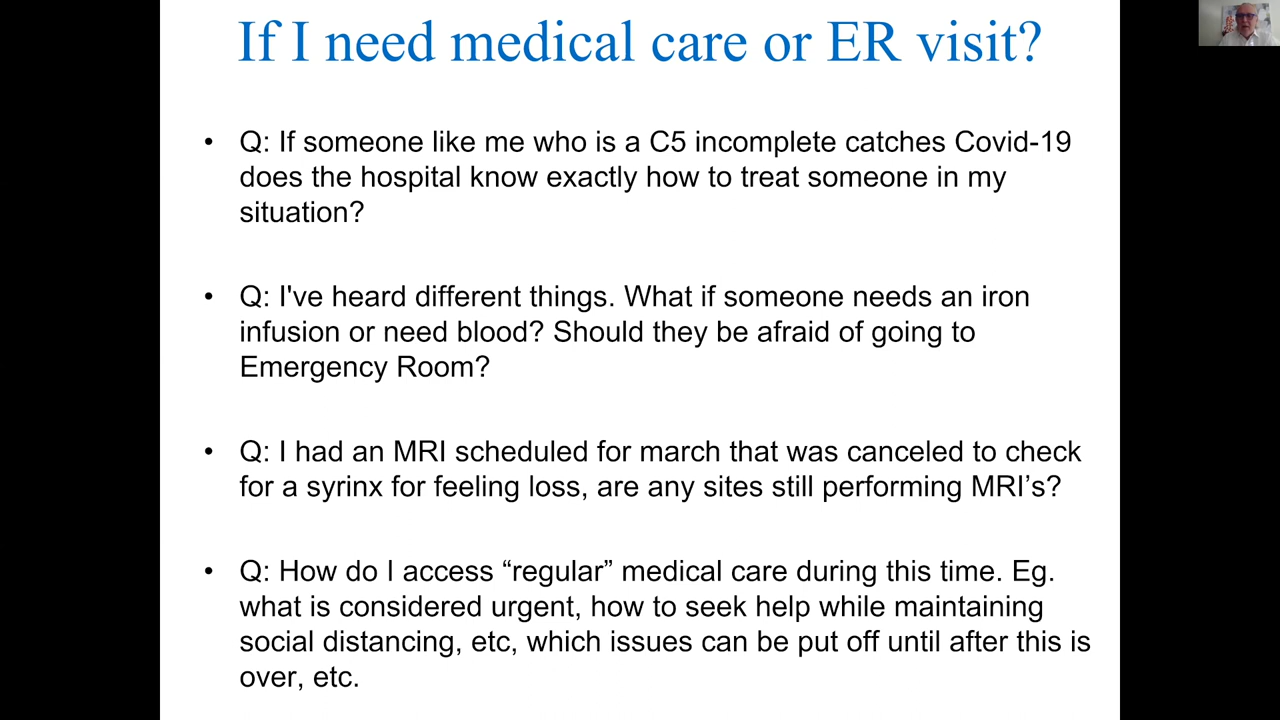 If I need medical care or ER visit?
• Q: If someone like me who is a C5 incomplete catches Covid-19
does the hospital know exactly how to treat someone in my
situation?
• Q: I've heard different things. What if someone needs an iron
infusion or need blood? Should they be afraid of going to
Emergency Room?
• Q: I had an MRI scheduled for march that was canceled to check
for a syrinx for feeling loss, are any sites still performing MRI’s?
• Q: How do I access “regular” medical care during this time. Eg.
what is considered urgent, how to seek help while maintaining
social distancing, etc, which issues can be put off until after this is
over, etc.